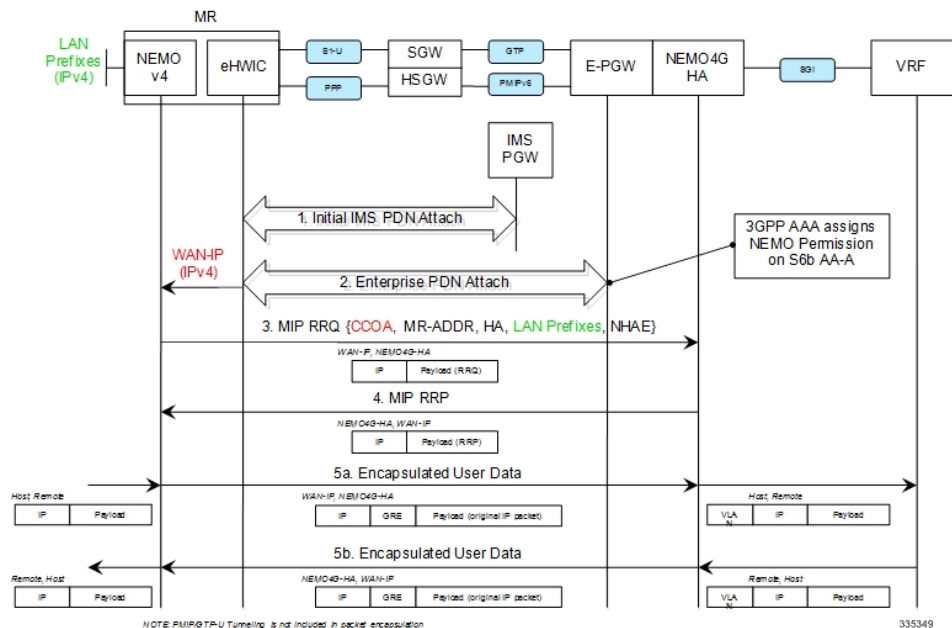 MR
LAN
Prefixes
(IPv4)
NEMO
v4
eHWIC
S1-U
PPP
SGW
HSGW
GTP
PMIPv6
E-PGW
NEMO4G
HA
SGI
VRF
IMS
PGW
1. Initial IMS PDN Attach
3GPP AAA assigns
NEMO Permission
on S6b AA-A
WAN-IP
(IPv4)
2. Enterprise PDN Attach
3. MIP RRQ {CCOA, MR-ADDR, HA, LAN Prefixes, NHAE}
WAN-IP, NEMO4G-HA
IP Payload (RRQ)
4. MIP RRP
NEMO4G-HA, WAN-IP
IP Payload (RRP)
5a. Encapsulated User Data
Host, Remote
IP Payload
WAN-IP, NEMO4G-HA
IP GRE Payload (original IP packet)
Host, Remote
VLA
N
IP Payload
5b. Encapsulated User Data
Remote, Host
IP Payload
NEMO4G-HA, WAN-IP
IP GRE Payload (original IP packet)
Remote, Host
VLA
N
IP Payload
NOTE: PMIP/GTP-U Tunneling is not included in packet encapsulation
335349